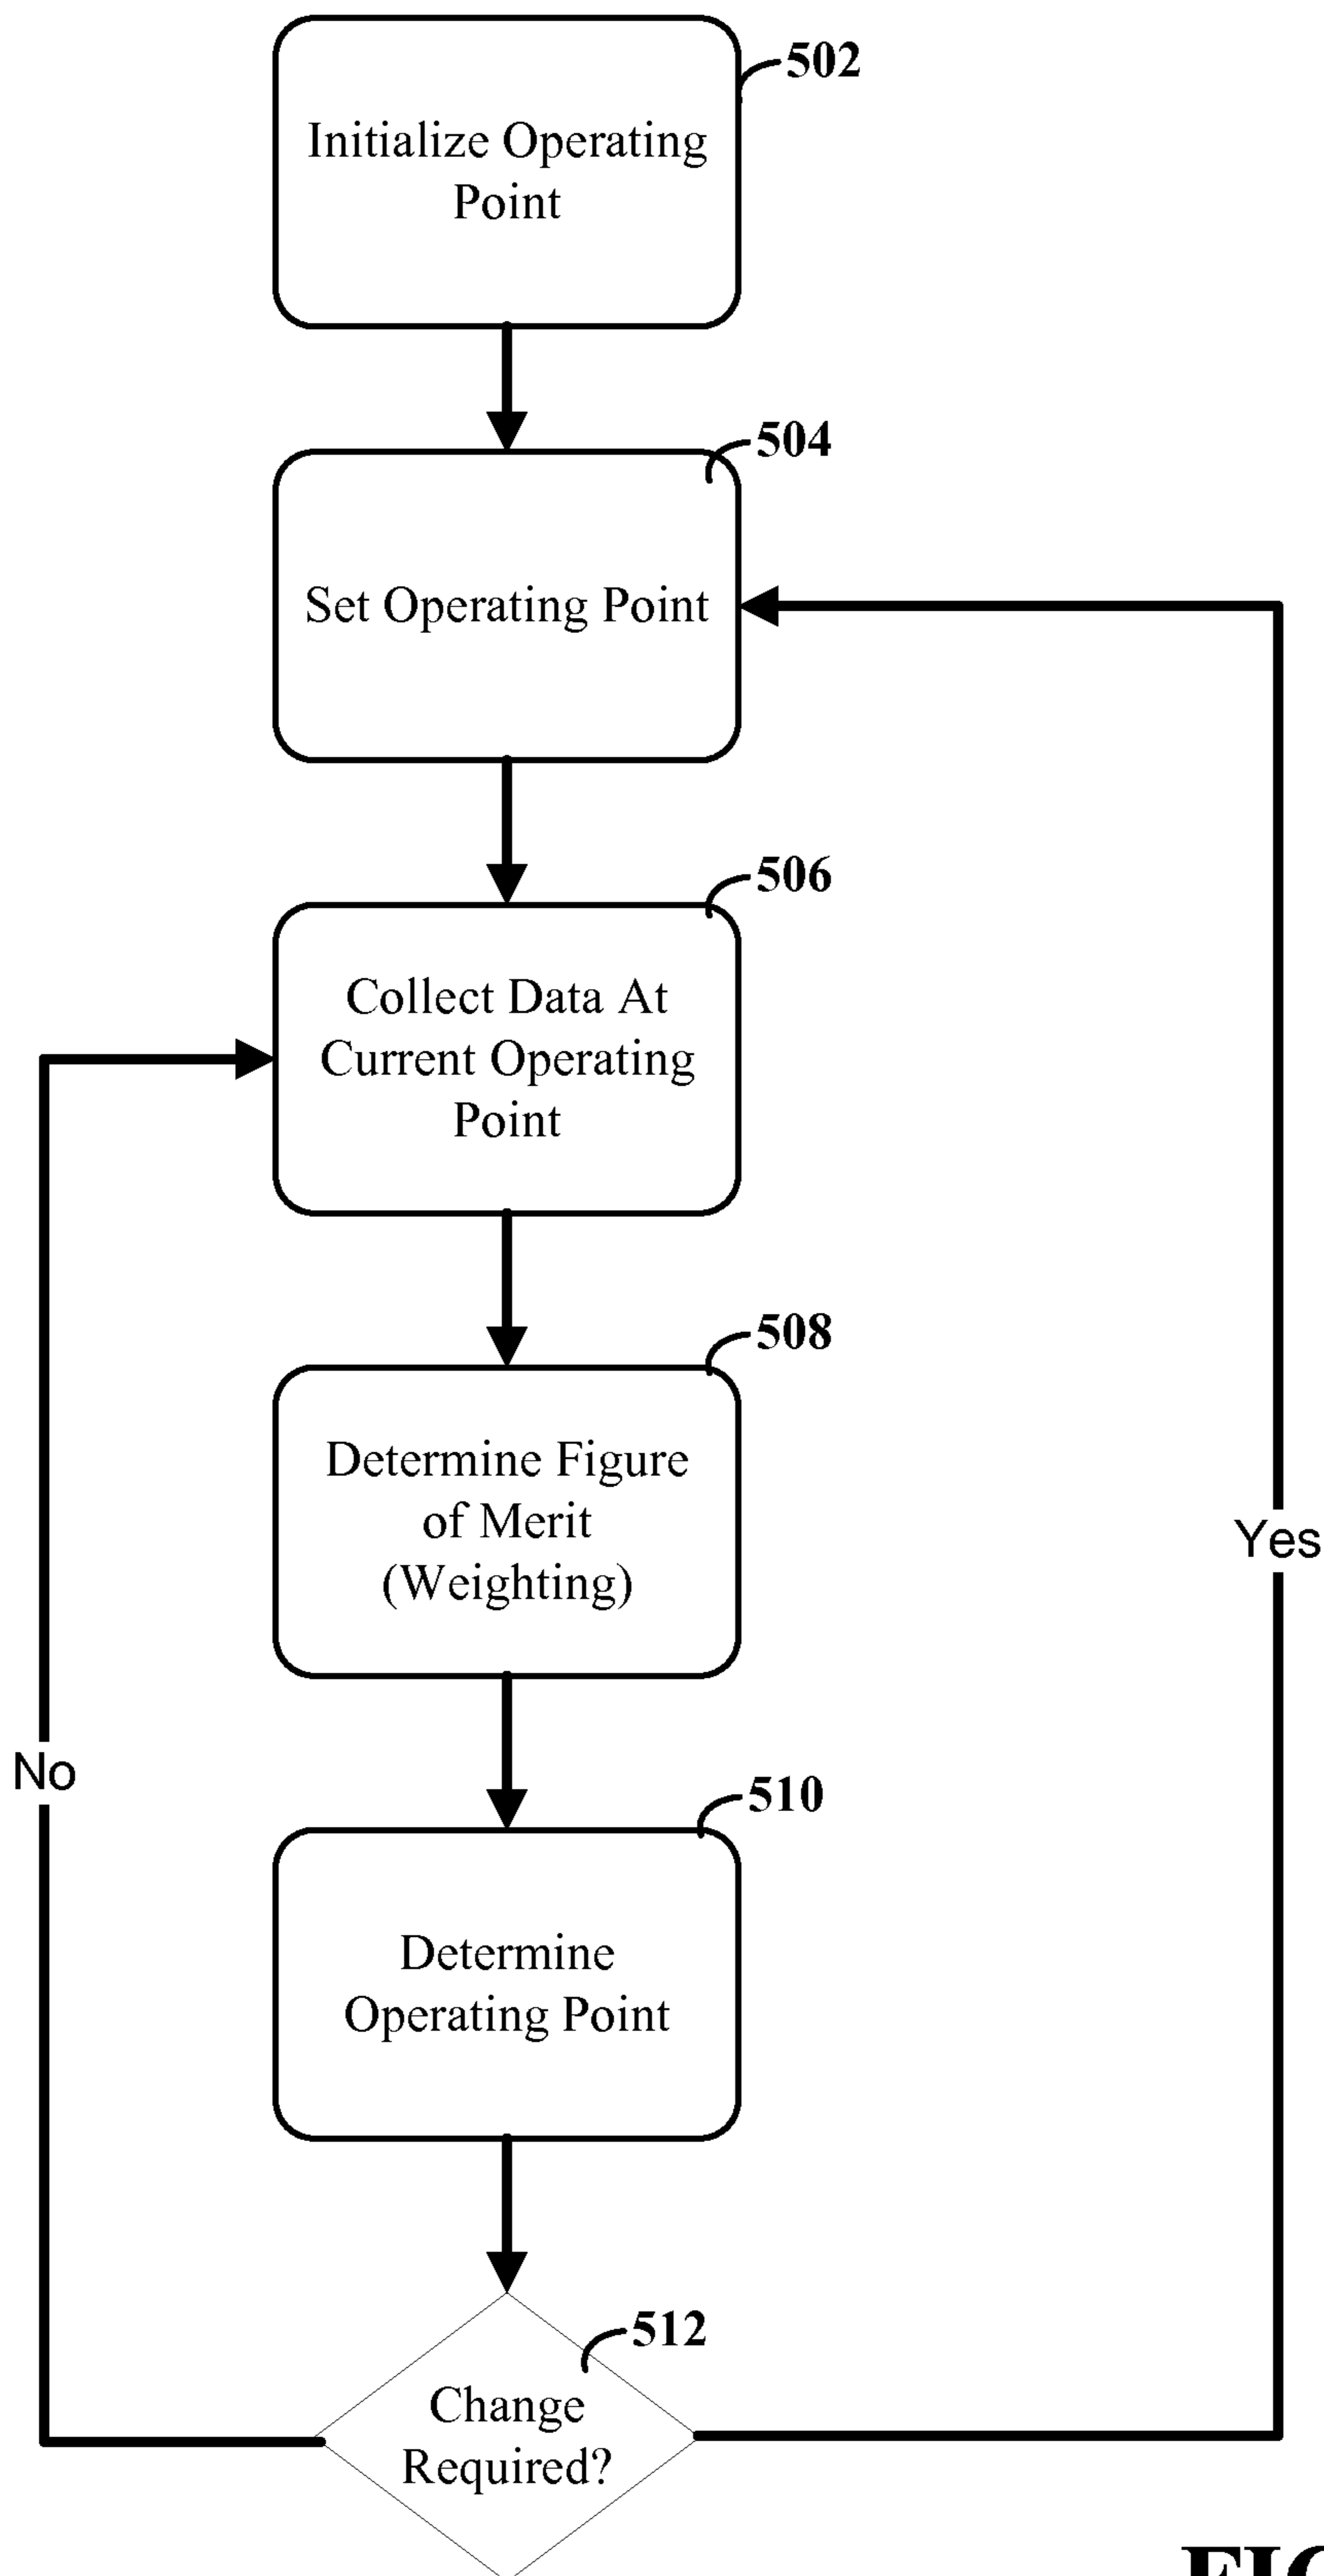 502
Initialize Operating
Point
504
Set Operating Point
506
Collect Data At
Current Operating
Point
508
Determine Figure
of Merit
(Weighting)
Yes
No
510
Determine
Operating Point
512
Change
Required?